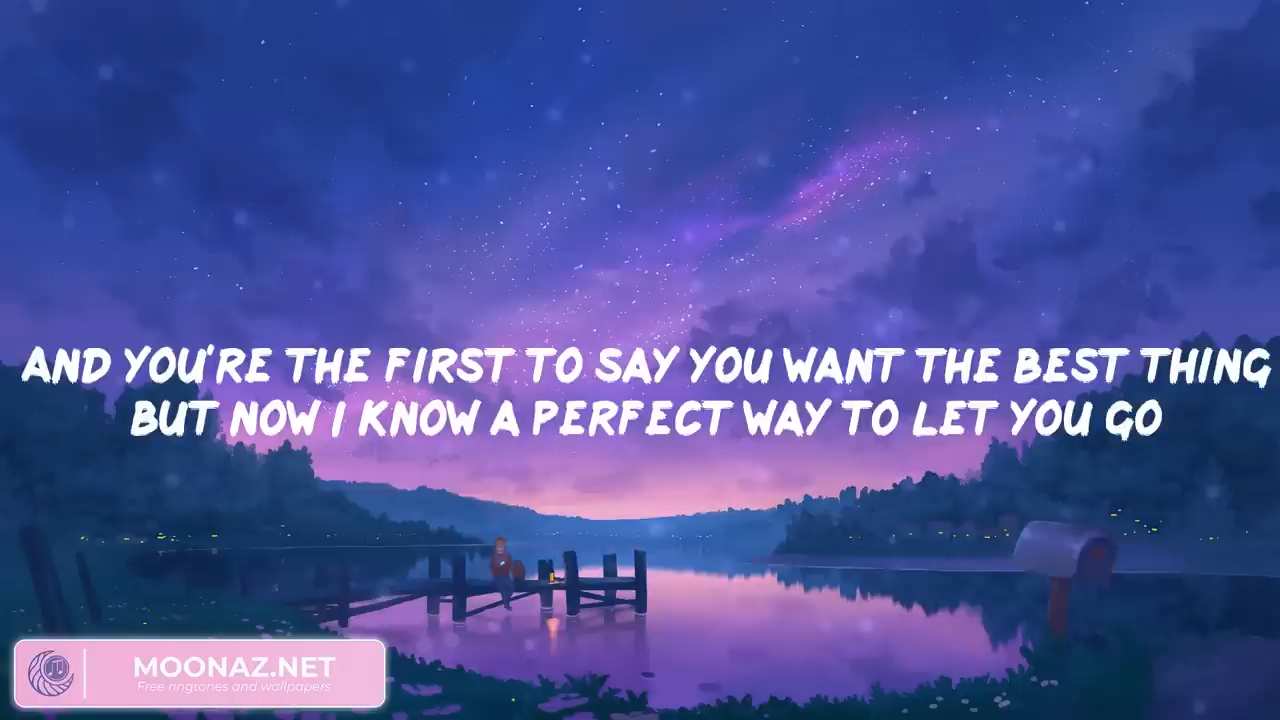 AND YOU'RE THE FIRST TO SAY YOU WANT THE BEST THING
BUT NOW I KNOW A PERFECT WAY TO LET YOU GO
MOONAZ.NET
Free ringtones and wallpapers